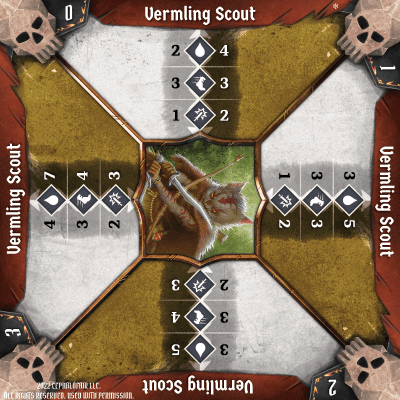 0
Vermling Scout
*
2 4
3 3
1 2
1
Vermling Scout
3 5
3 3
1 2
2
Vermling Scout
3 5
3 4
2 3
3
Vermling Scout
4 7
3 4
2 3
2022 CEPHALOFAIR LLC.
ALL RIGHTS RESERVED. USED WITH PERMISSION.